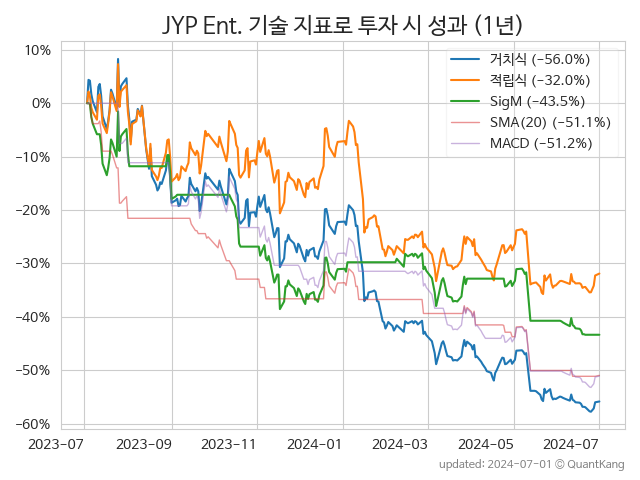 JYP Ent. 기술 지표로 투자 시 성과 (1년)
10%
0%
−10%
−20%
−30%
−40%
−50%
−60%
거치식 (−56.0%)
적립식 (−32.0%)
SigM (−43.5%)
SMA(20) (−51.1%)
MACD (−51.2%)
2023-07
2023-09
2023-11
2024-01
2024-03
2024-05
2024-07
updated: 2024-07-01 © QuantKang